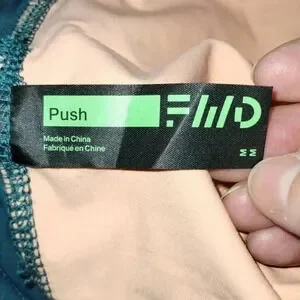 Push
FWD
Made in China
Fabriqué en Chine
M M